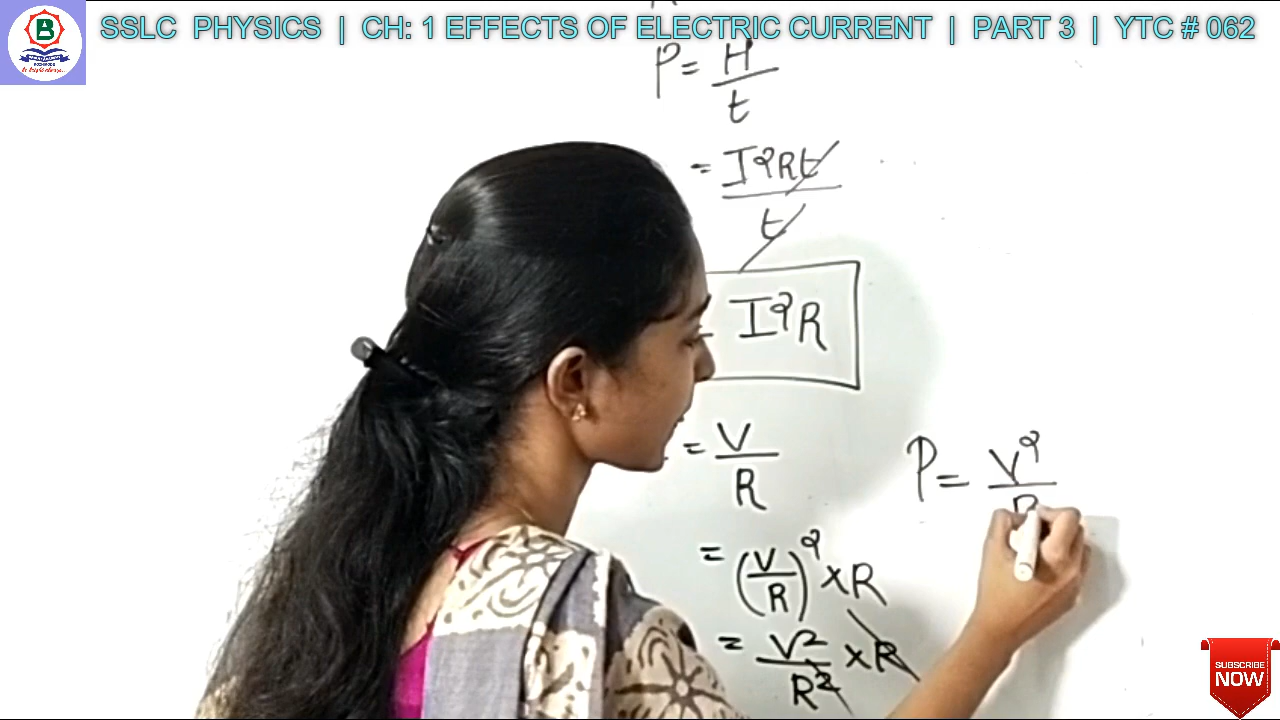 SSLC PHYSICS | CH: 1 EFFECTS OF ELECTRIC CURRENT | PART 3 | YTC # 062
B
P = H/t
= I²Rt/t
I²R
= V/R
= (V/R)² × R
= V²/R² × R
P = V²/R
SUBSCRIBE
NOW